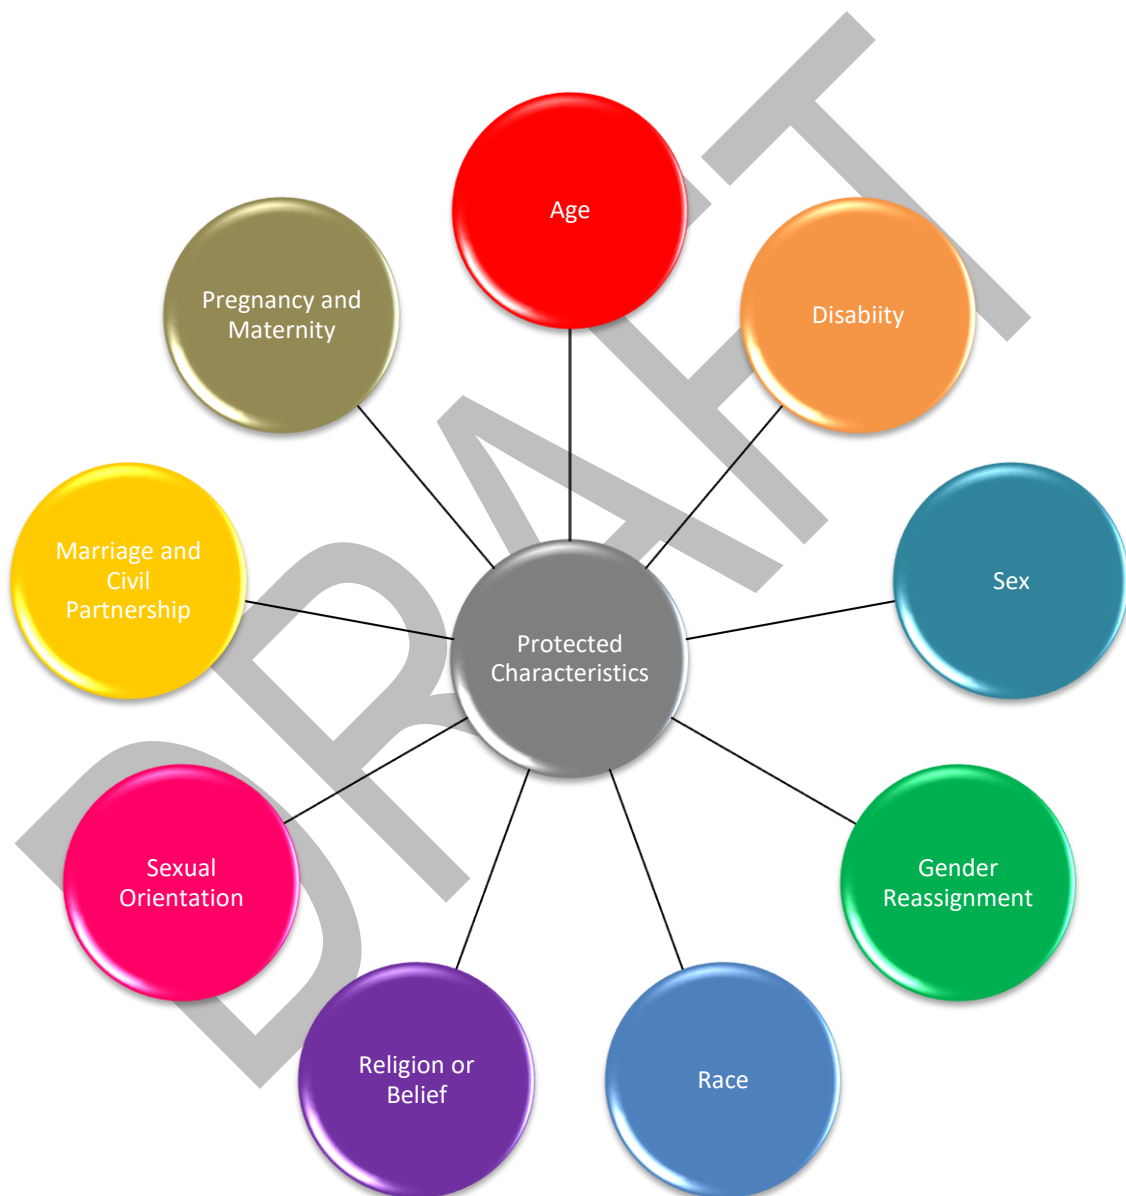 Age
Disabiity
Sex
Gender
Reassignment
Race
Religion or
Belief
Sexual
Orientation
Marriage and
Civil
Partnership
Pregnancy and
Maternity
Protected
Characteristics
DRAFT